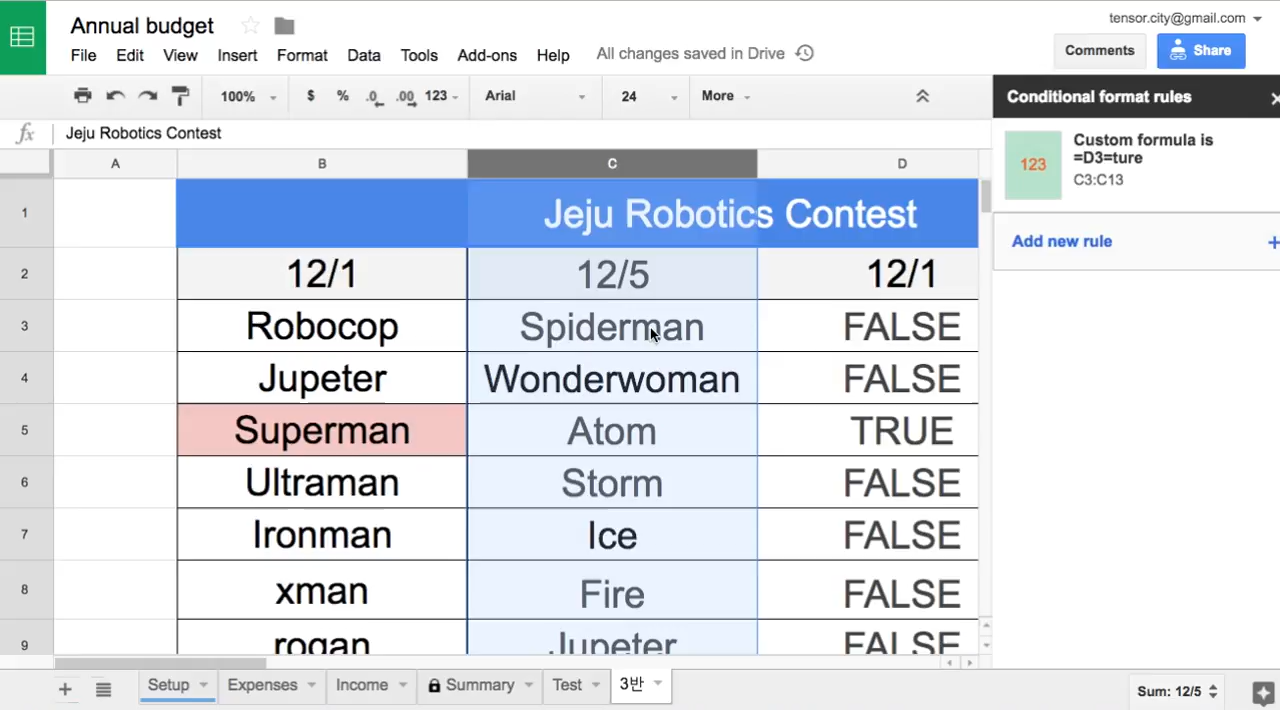 Annual budget
tensor.city@gmail.com
File Edit View Insert Format Data Tools Add-ons Help All changes saved in Drive
Comments Share
100% $ % .0 .00 123 Arial 24 More
Conditional format rules
fx Jeju Robotics Contest
123 Custom formula is
=D3=ture
C3:C13
Add new rule +
A B C D
1 Jeju Robotics Contest
2 12/1 12/5 12/1
3 Robocop Spiderman FALSE
4 Jupeter Wonderwoman FALSE
5 Superman Atom TRUE
6 Ultraman Storm FALSE
7 Ironman Ice FALSE
8 xman Fire FALSE
9 rogan Jupeter FALSE
+ Setup Expenses Income Summary Test 3반 Sum: 12/5